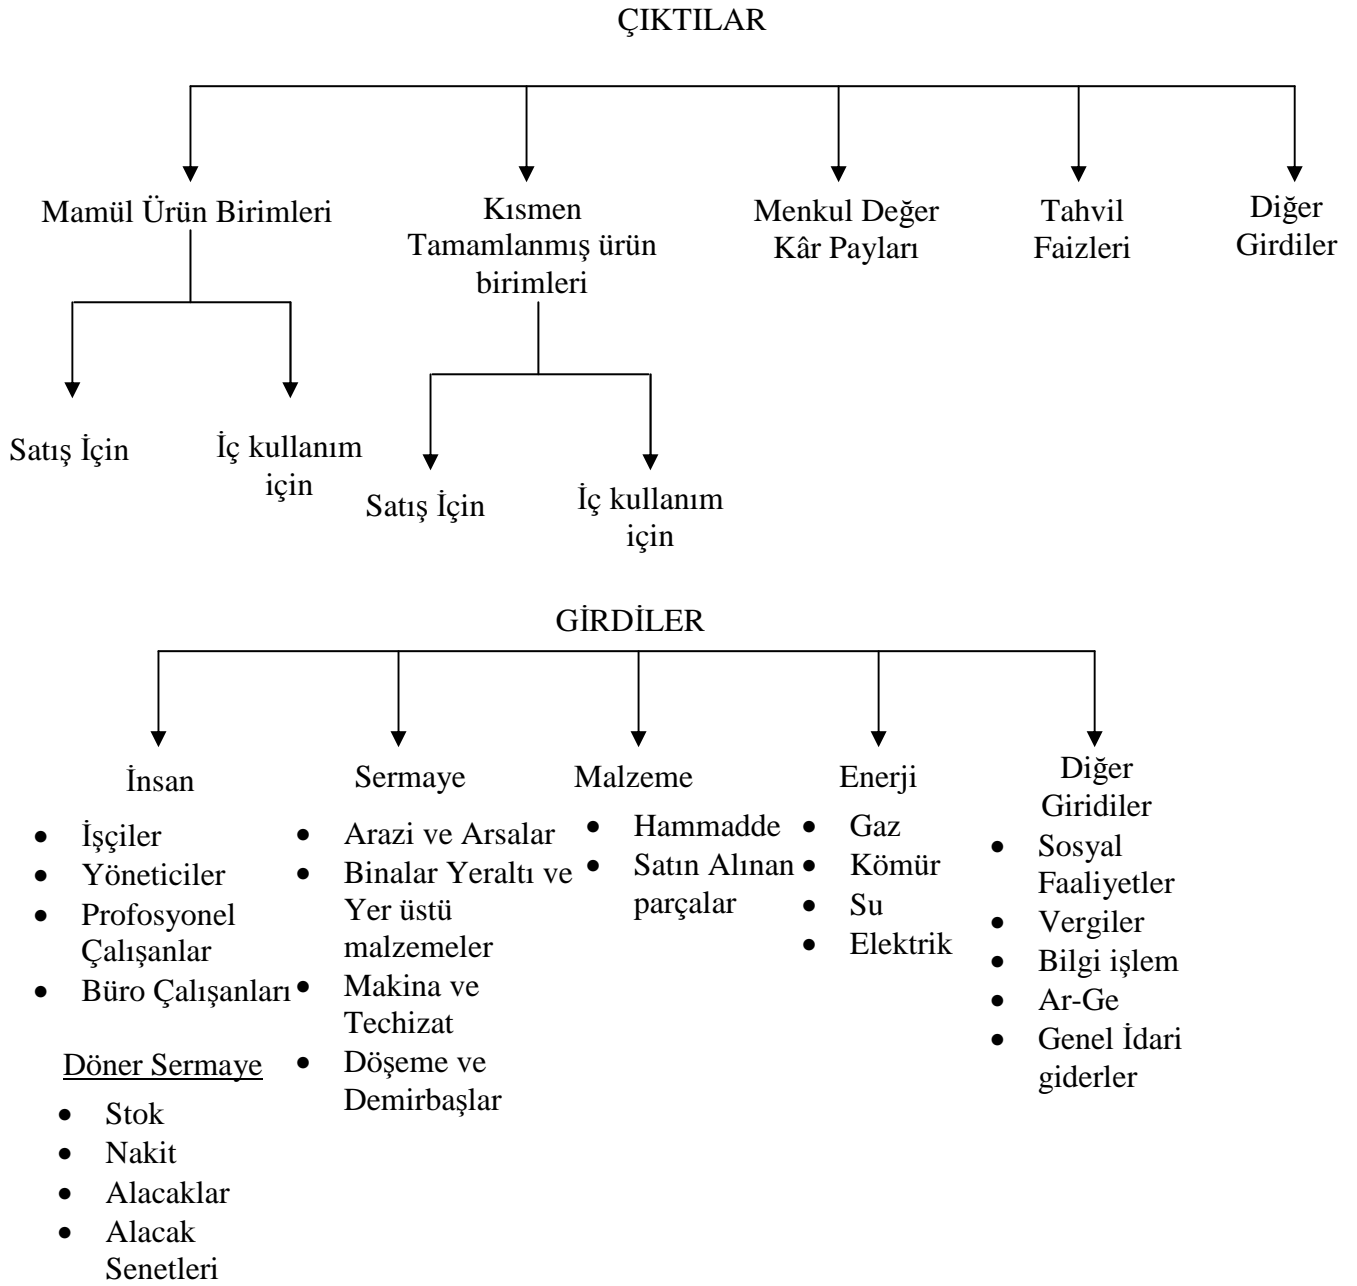 ÇIKTILAR
Mamül Ürün Birimleri
Kısmen
Tamamlanmış ürün
birimleri
Menkul Değer
Kâr Payları
Tahvil
Faizleri
Diğer
Girdiler
Satış İçin
İç kullanım
için
Satış İçin
İç kullanım
için
GİRDİLER
İnsan
• İşçiler
• Yöneticiler
• Profosyonel
Çalışanlar
• Büro Çalışanları
Döner Sermaye
• Stok
• Nakit
• Alacaklar
• Alacak
Senetleri
Sermaye
• Arazi ve Arsalar
• Binalar Yeraltı ve
Yer üstü
malzemeler
• Makina ve
Techizat
• Döşeme ve
Demirbaşlar
Malzeme
• Hammadde
• Satın Alınan
parçalar
Enerji
• Gaz
• Kömür
• Su
• Elektrik
Diğer
Giridiler
• Sosyal
Faaliyetler
• Vergiler
• Bilgi işlem
• Ar-Ge
• Genel İdari
giderler